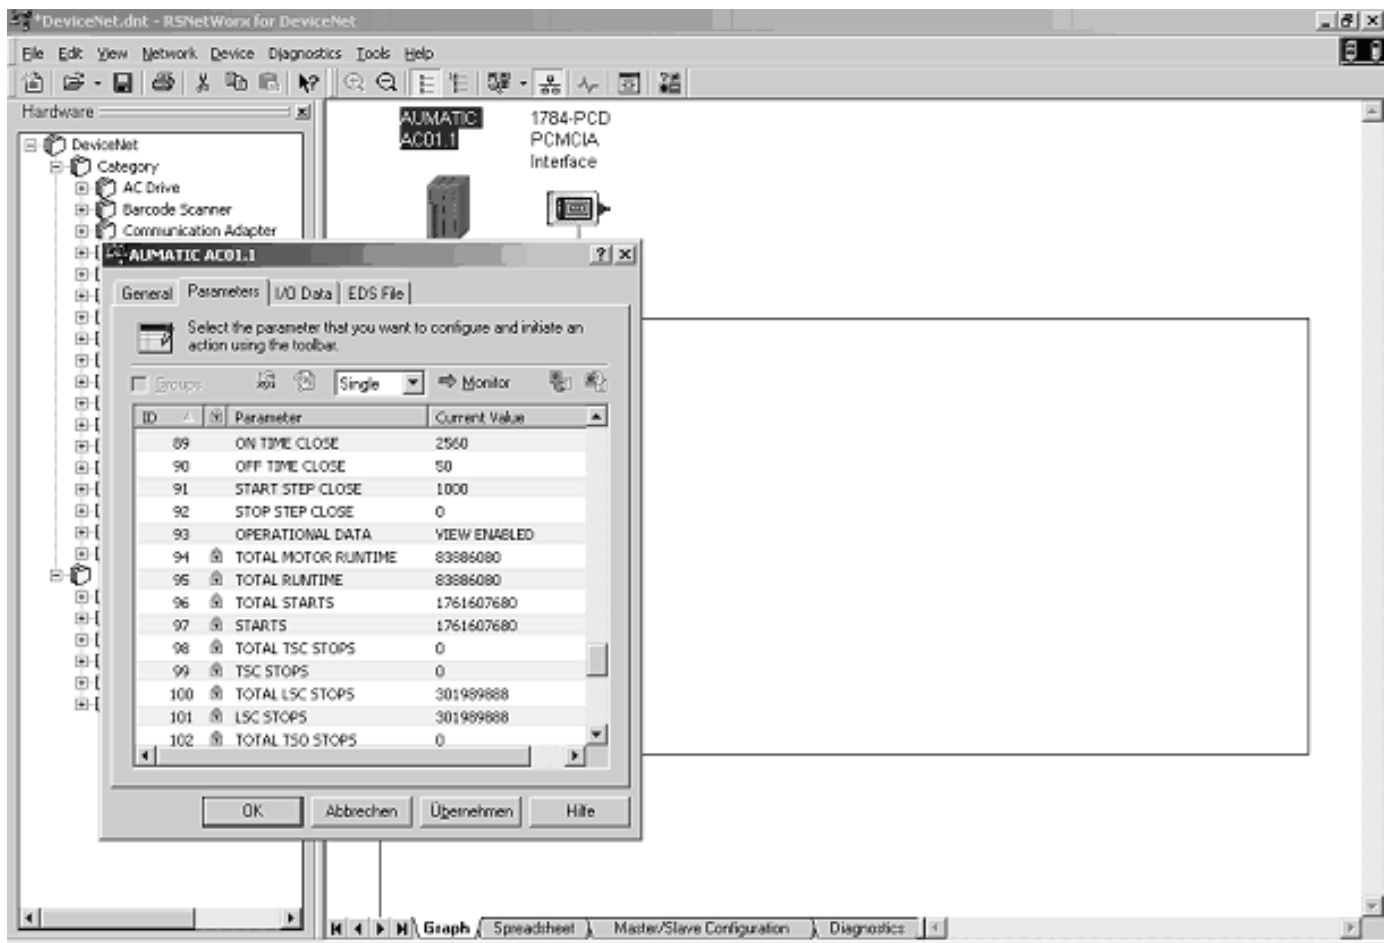 *DeviceNet.dnt - RSNetWorx for DeviceNet
File Edit View Network Device Diagnostics Tools Help
Hardware
DeviceNet
Category
AC Drive
Barcode Scanner
Communication Adapter
AUMATIC AC01.1
1784-PCD PCMCIA Interface
AUMATIC AC01.1
General Parameters I/O Data EDS File
Select the parameter that you want to configure and initiate an
action using the toolbar.
Groups Single Monitor
ID Parameter Current Value
89 ON TIME CLOSE 2560
90 OFF TIME CLOSE 50
91 START STEP CLOSE 1000
92 STOP STEP CLOSE 0
93 OPERATIONAL DATA VIEW ENABLED
94 TOTAL MOTOR RUNTIME 83886080
95 TOTAL RUNTIME 83886080
96 TOTAL STARTS 1761607680
97 STARTS 1761607680
98 TOTAL TSC STOPS 0
99 TSC STOPS 0
100 TOTAL LSC STOPS 301989888
101 LSC STOPS 301989888
102 TOTAL TSO STOPS 0
OK Abbrechen Übernehmen Hilfe
Graph Spreadsheet Master/Slave Configuration Diagnostics